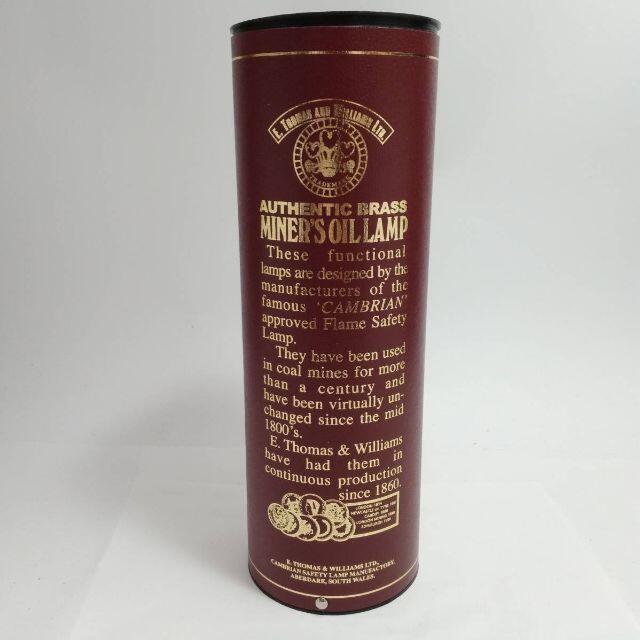 E. THOMAS AND WILLIAMS LTD.
TRADEMARK
AUTHENTIC BRASS
MINER'S OIL LAMP
These functional
lamps are designed by the
manufacturers of the
famous 'CAMBRIAN'
approved Flame Safety
Lamp.
They have been used
in coal mines for more
than a century and
have been virtually un-
changed since the mid
1800's.
E. Thomas & Williams
have had them in
continuous production
since 1860.
E. THOMAS & WILLIAMS LTD.,
CAMBRIAN SAFETY LAMP MANUFACTORY,
ABERDARE, SOUTH WALES.